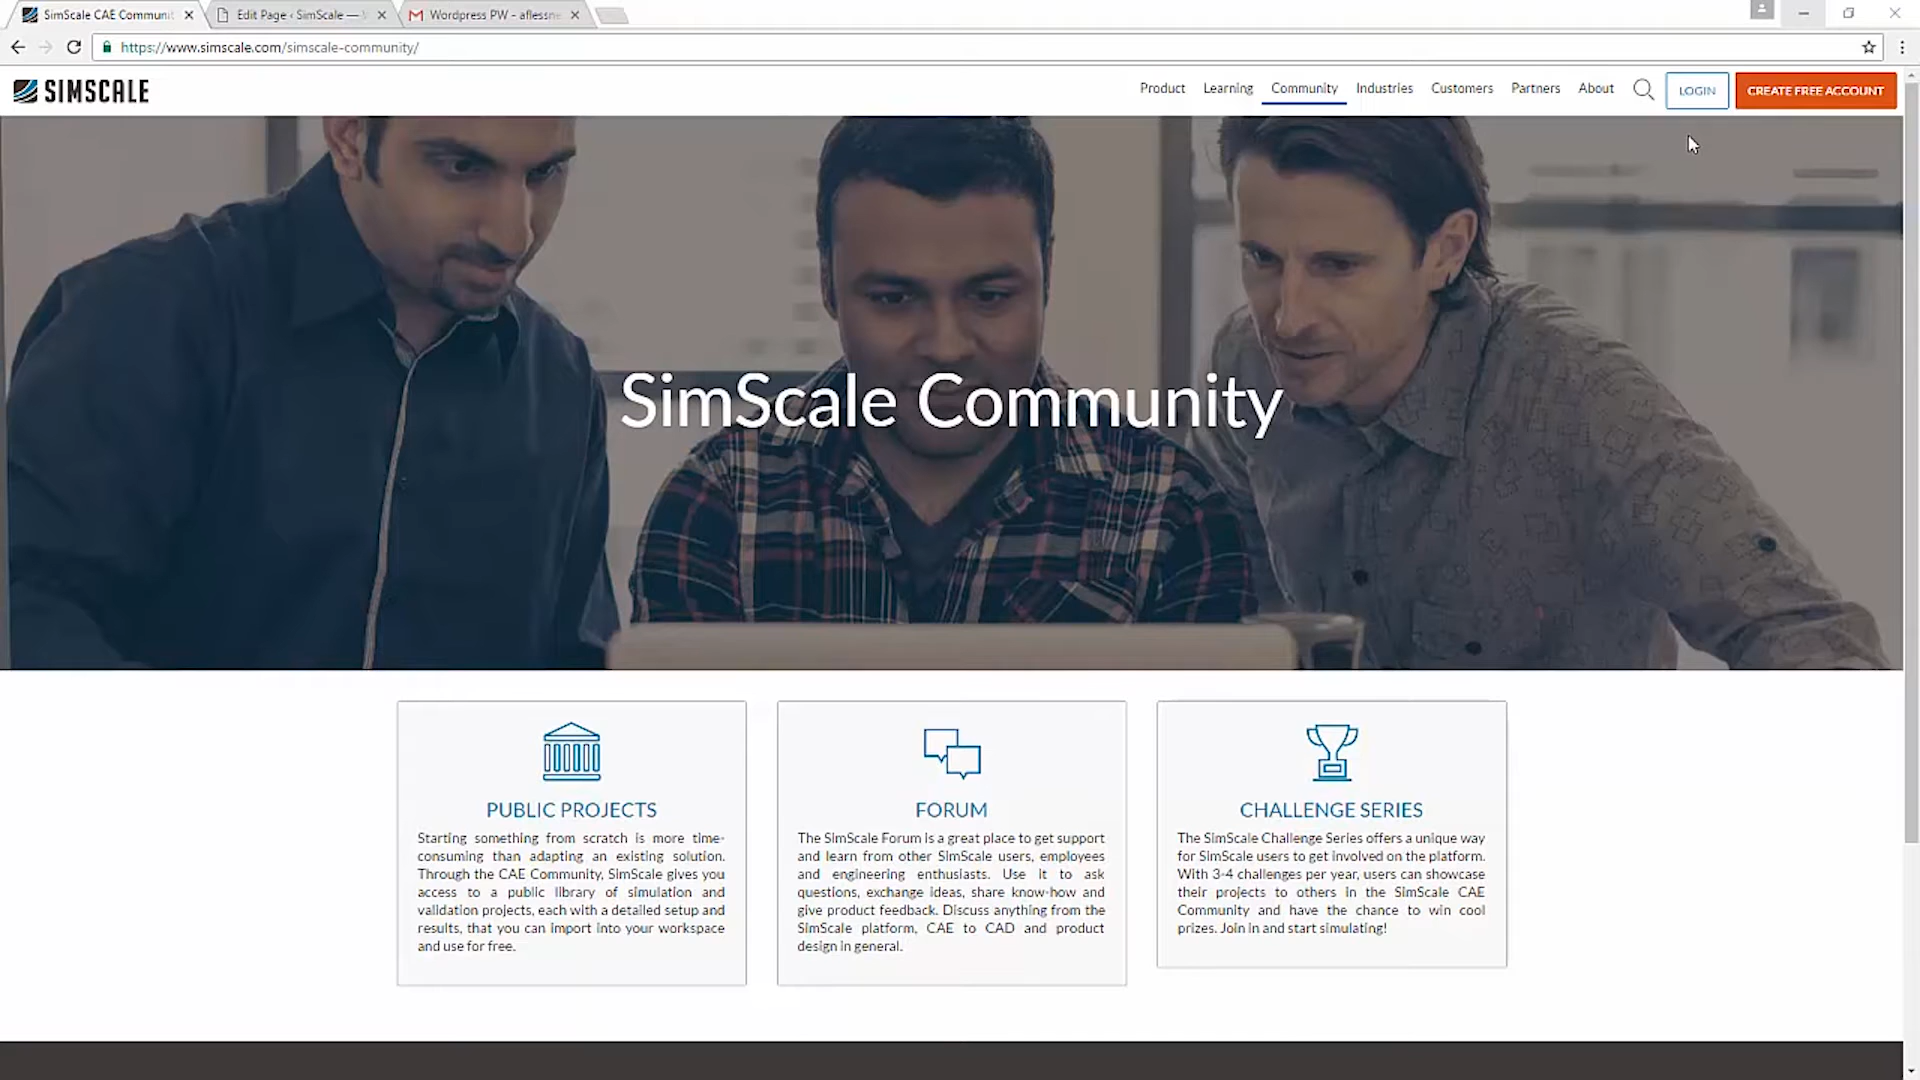 SimScale CAE Communit
Edit Page ‹ SimScale —
Wordpress PW - aflessne
https://www.simscale.com/simscale-community/
SIMSCALE
Product Learning Community Industries Customers Partners About LOGIN CREATE FREE ACCOUNT
SimScale Community
PUBLIC PROJECTS
Starting something from scratch is more time-
consuming than adapting an existing solution.
Through the CAE Community, SimScale gives you
access to a public library of simulation and
validation projects, each with a detailed setup and
results, that you can import into your workspace
and use for free.
FORUM
The SimScale Forum is a great place to get support
and learn from other SimScale users, employees
and engineering enthusiasts. Use it to ask
questions, exchange ideas, share know-how and
give product feedback. Discuss anything from the
SimScale platform, CAE to CAD and product
design in general.
CHALLENGE SERIES
The SimScale Challenge Series offers a unique way
for SimScale users to get involved on the platform.
With 3-4 challenges per year, users can showcase
their projects to others in the SimScale CAE
Community and have the chance to win cool
prizes. Join in and start simulating!